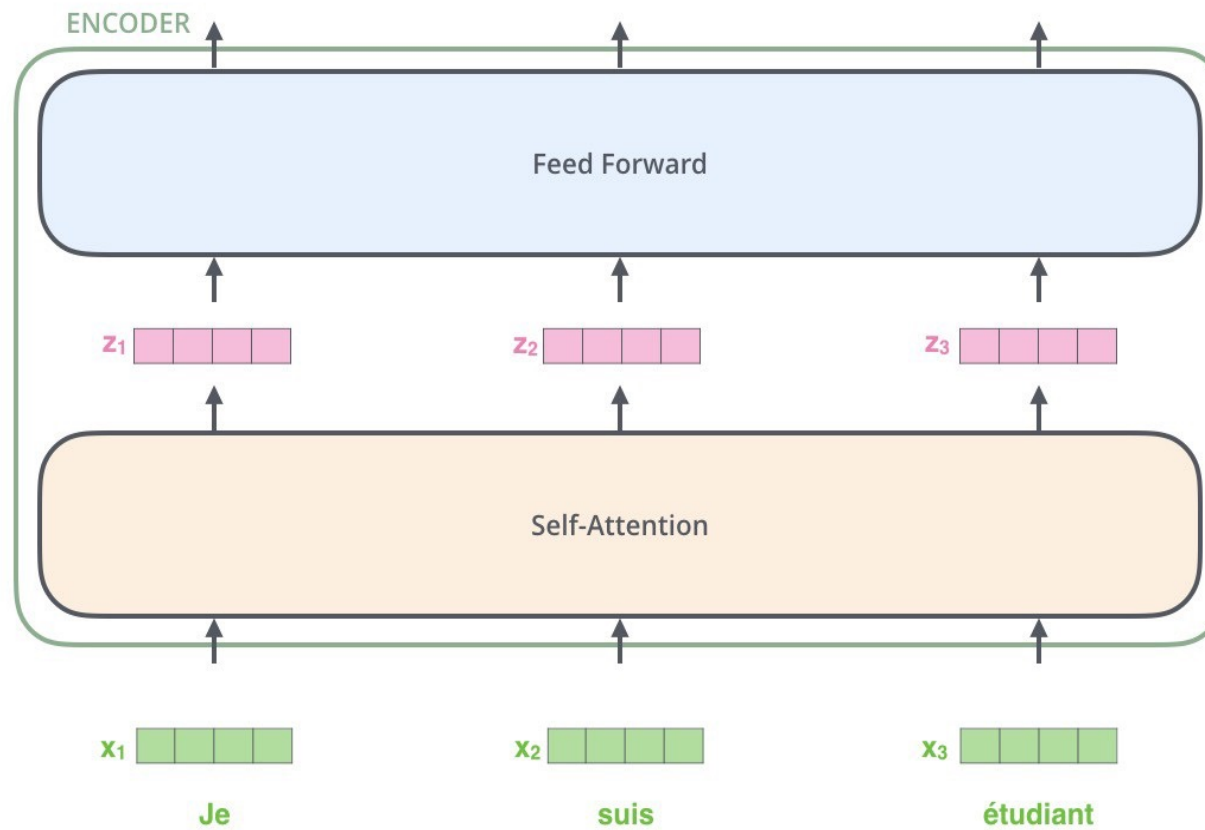 ENCODER
Feed Forward
z₁ z₂ z₃
Self-Attention
x₁ x₂ x₃
Je suis étudiant